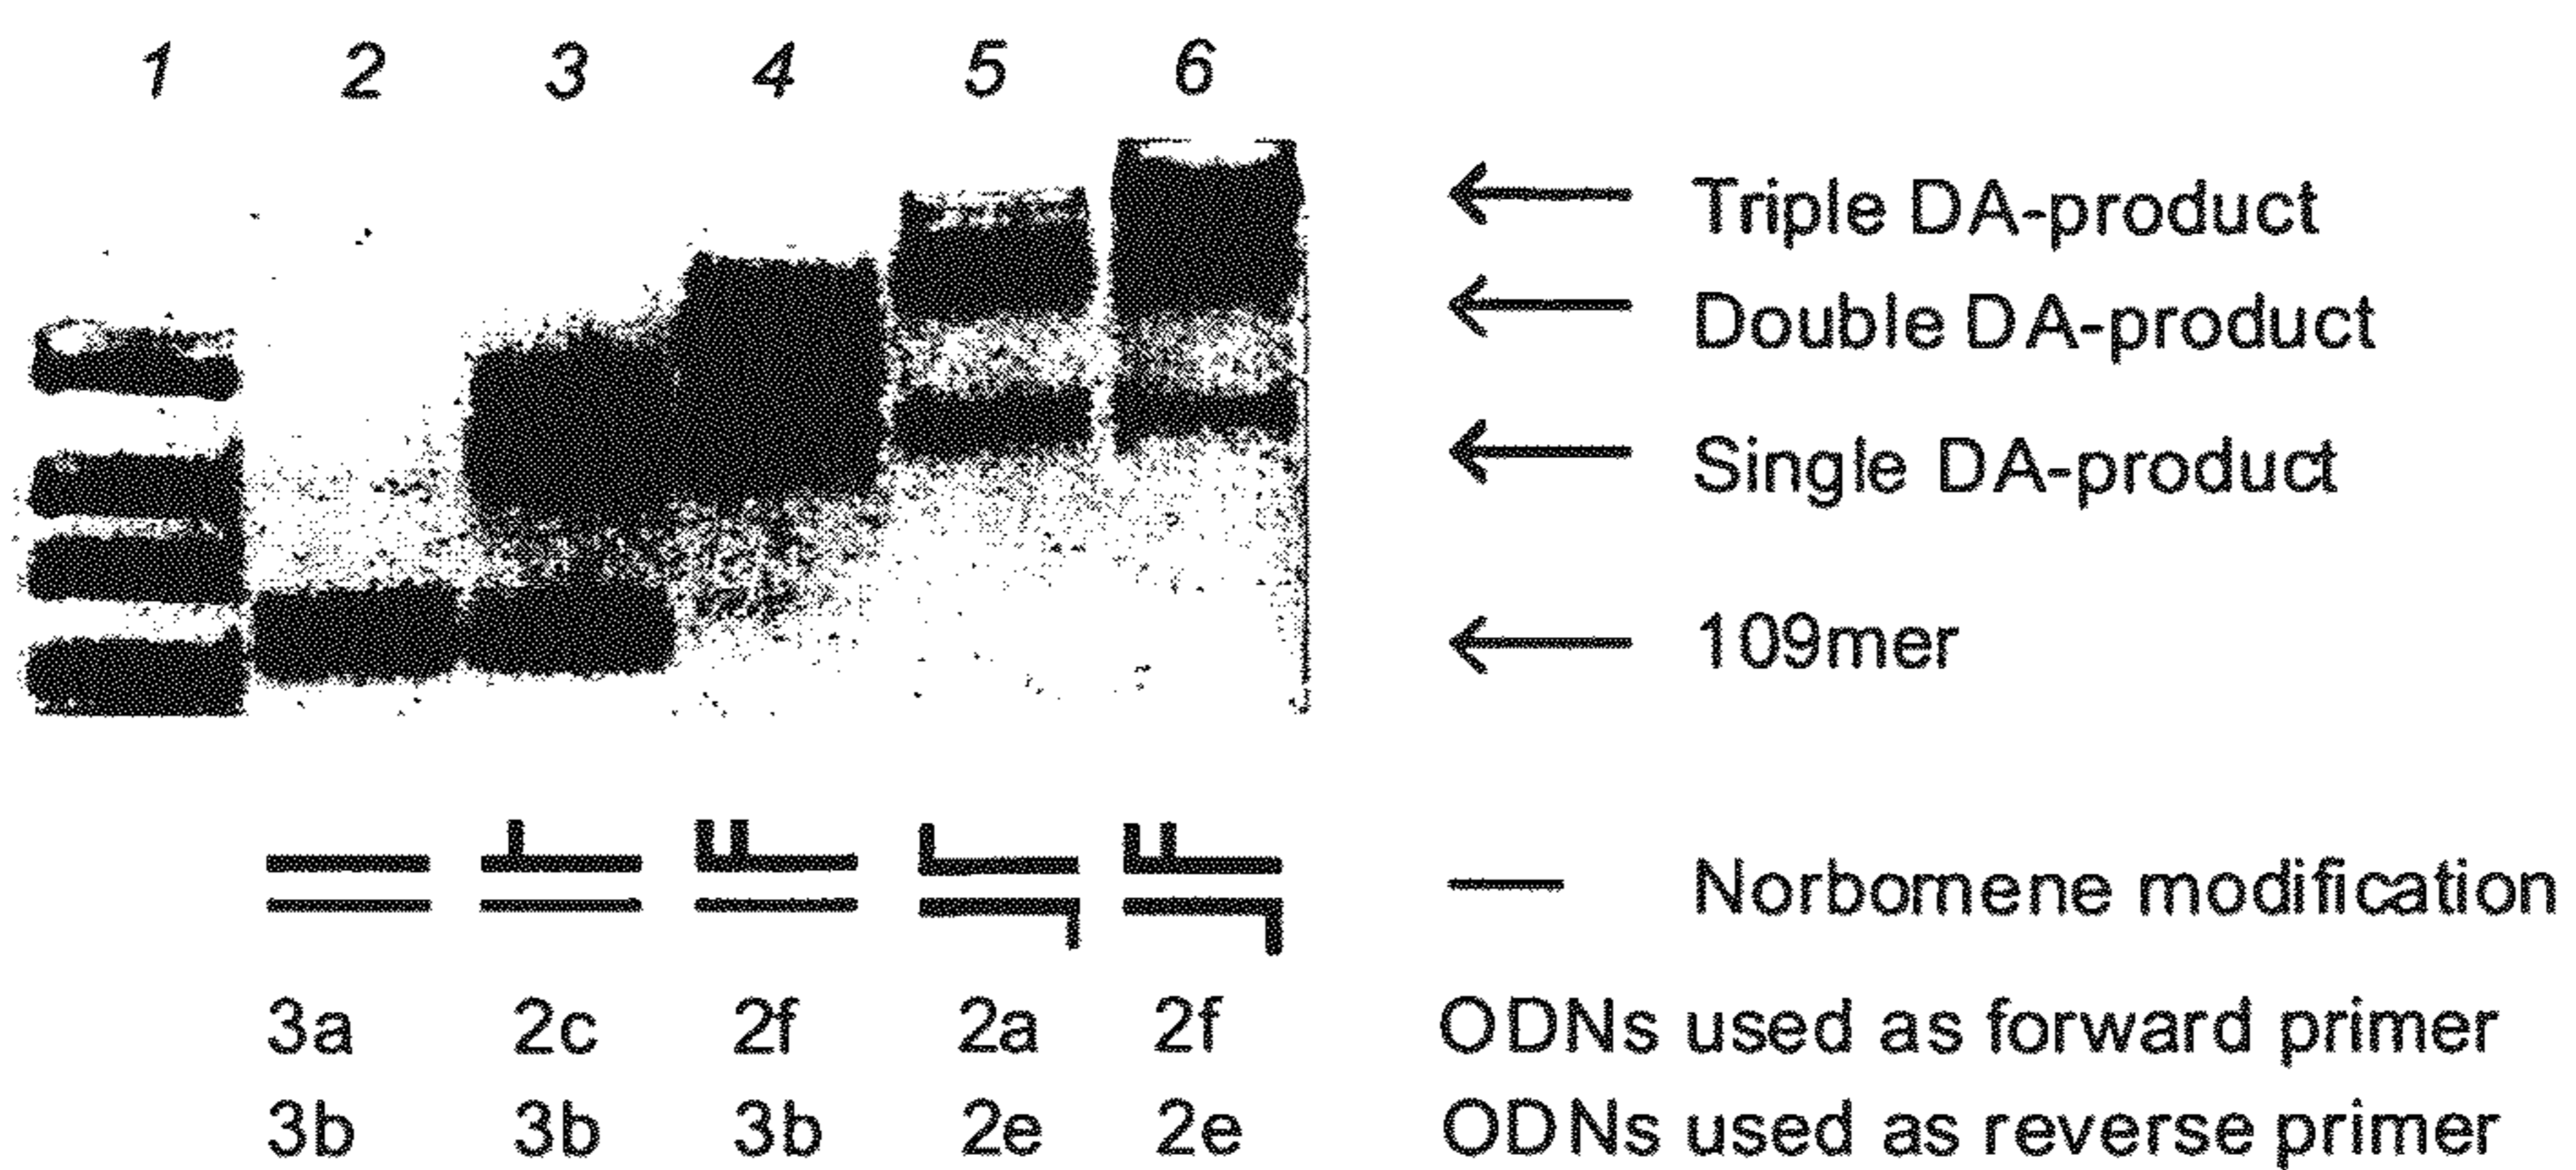 1 2 3 4 5 6
Triple DA-product
Double DA-product
Single DA-product
109mer
Norbornene modification
3a 2c 2f 2a 2f ODNs used as forward primer
3b 3b 3b 2e 2e ODNs used as reverse primer